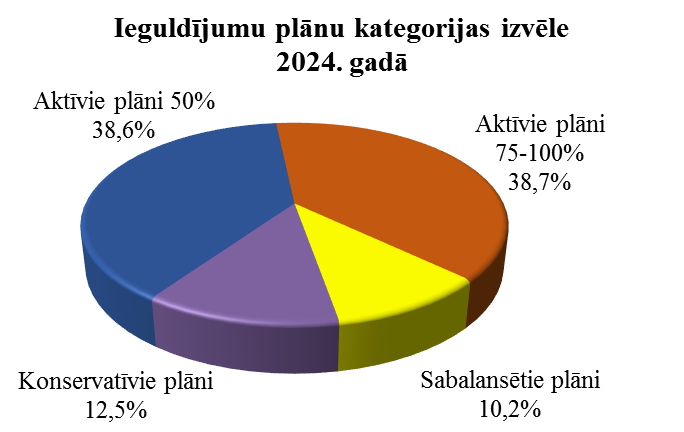 Ieguldījumu plānu kategorijas izvēle
2024. gadā
Aktīvie plāni 50%
38,6%
Aktīvie plāni
75-100%
38,7%
Konservatīvie plāni
12,5%
Sabalansētie plāni
10,2%